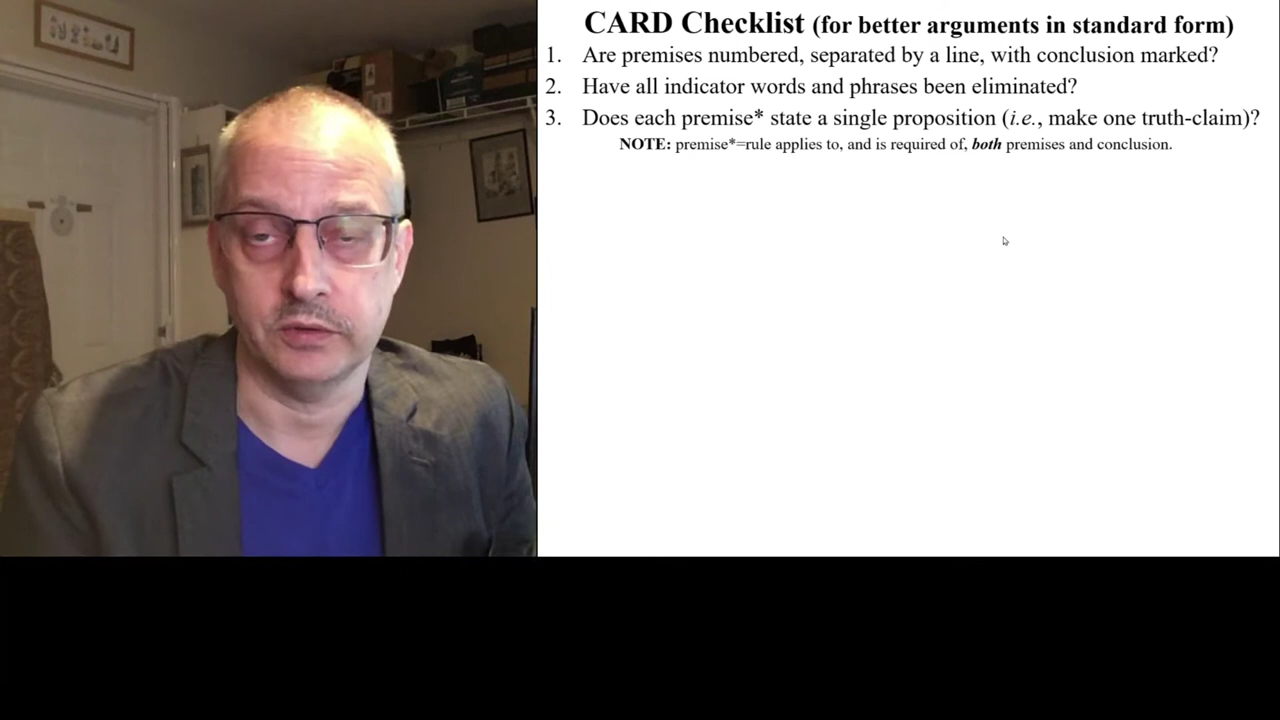 CARD Checklist (for better arguments in standard form)
1. Are premises numbered, separated by a line, with conclusion marked?
2. Have all indicator words and phrases been eliminated?
3. Does each premise* state a single proposition (i.e., make one truth-claim)?
NOTE: premise*=rule applies to, and is required of, both premises and conclusion.